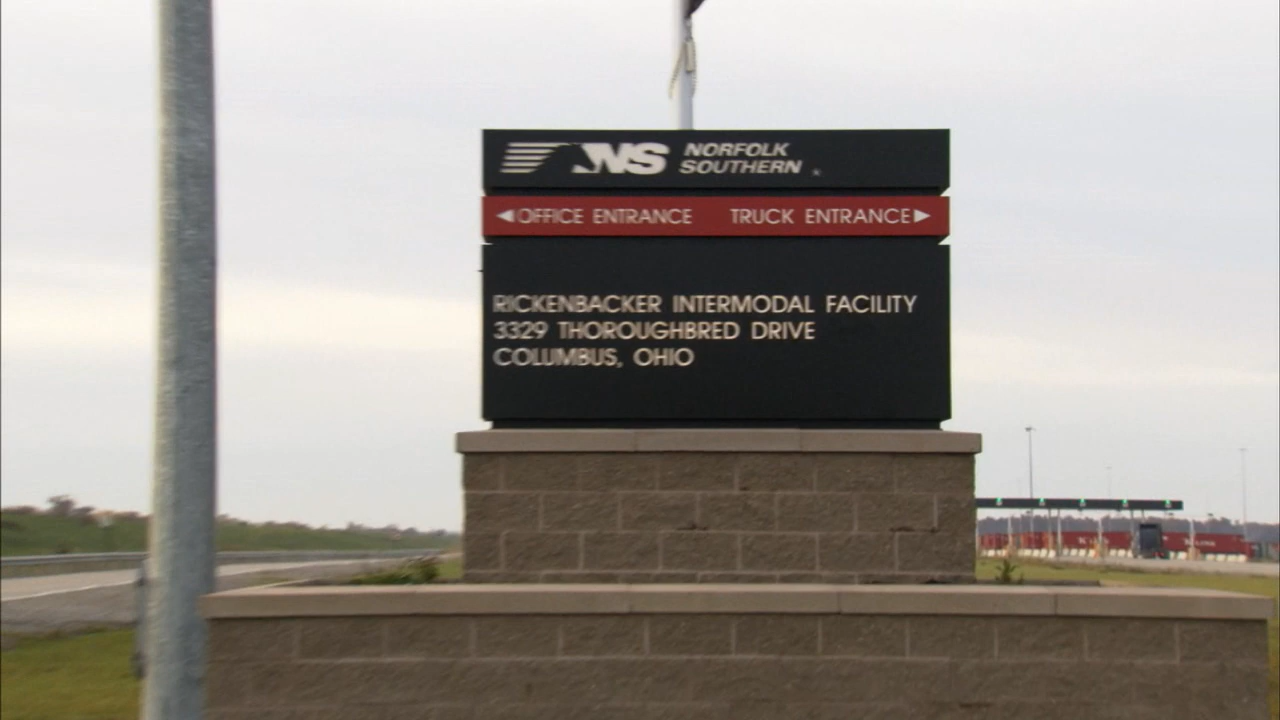 NS NORFOLK
SOUTHERN
OFFICE ENTRANCE TRUCK ENTRANCE
RICKENBACKER INTERMODAL FACILITY
3329 THOROUGHBRED DRIVE
COLUMBUS, OHIO